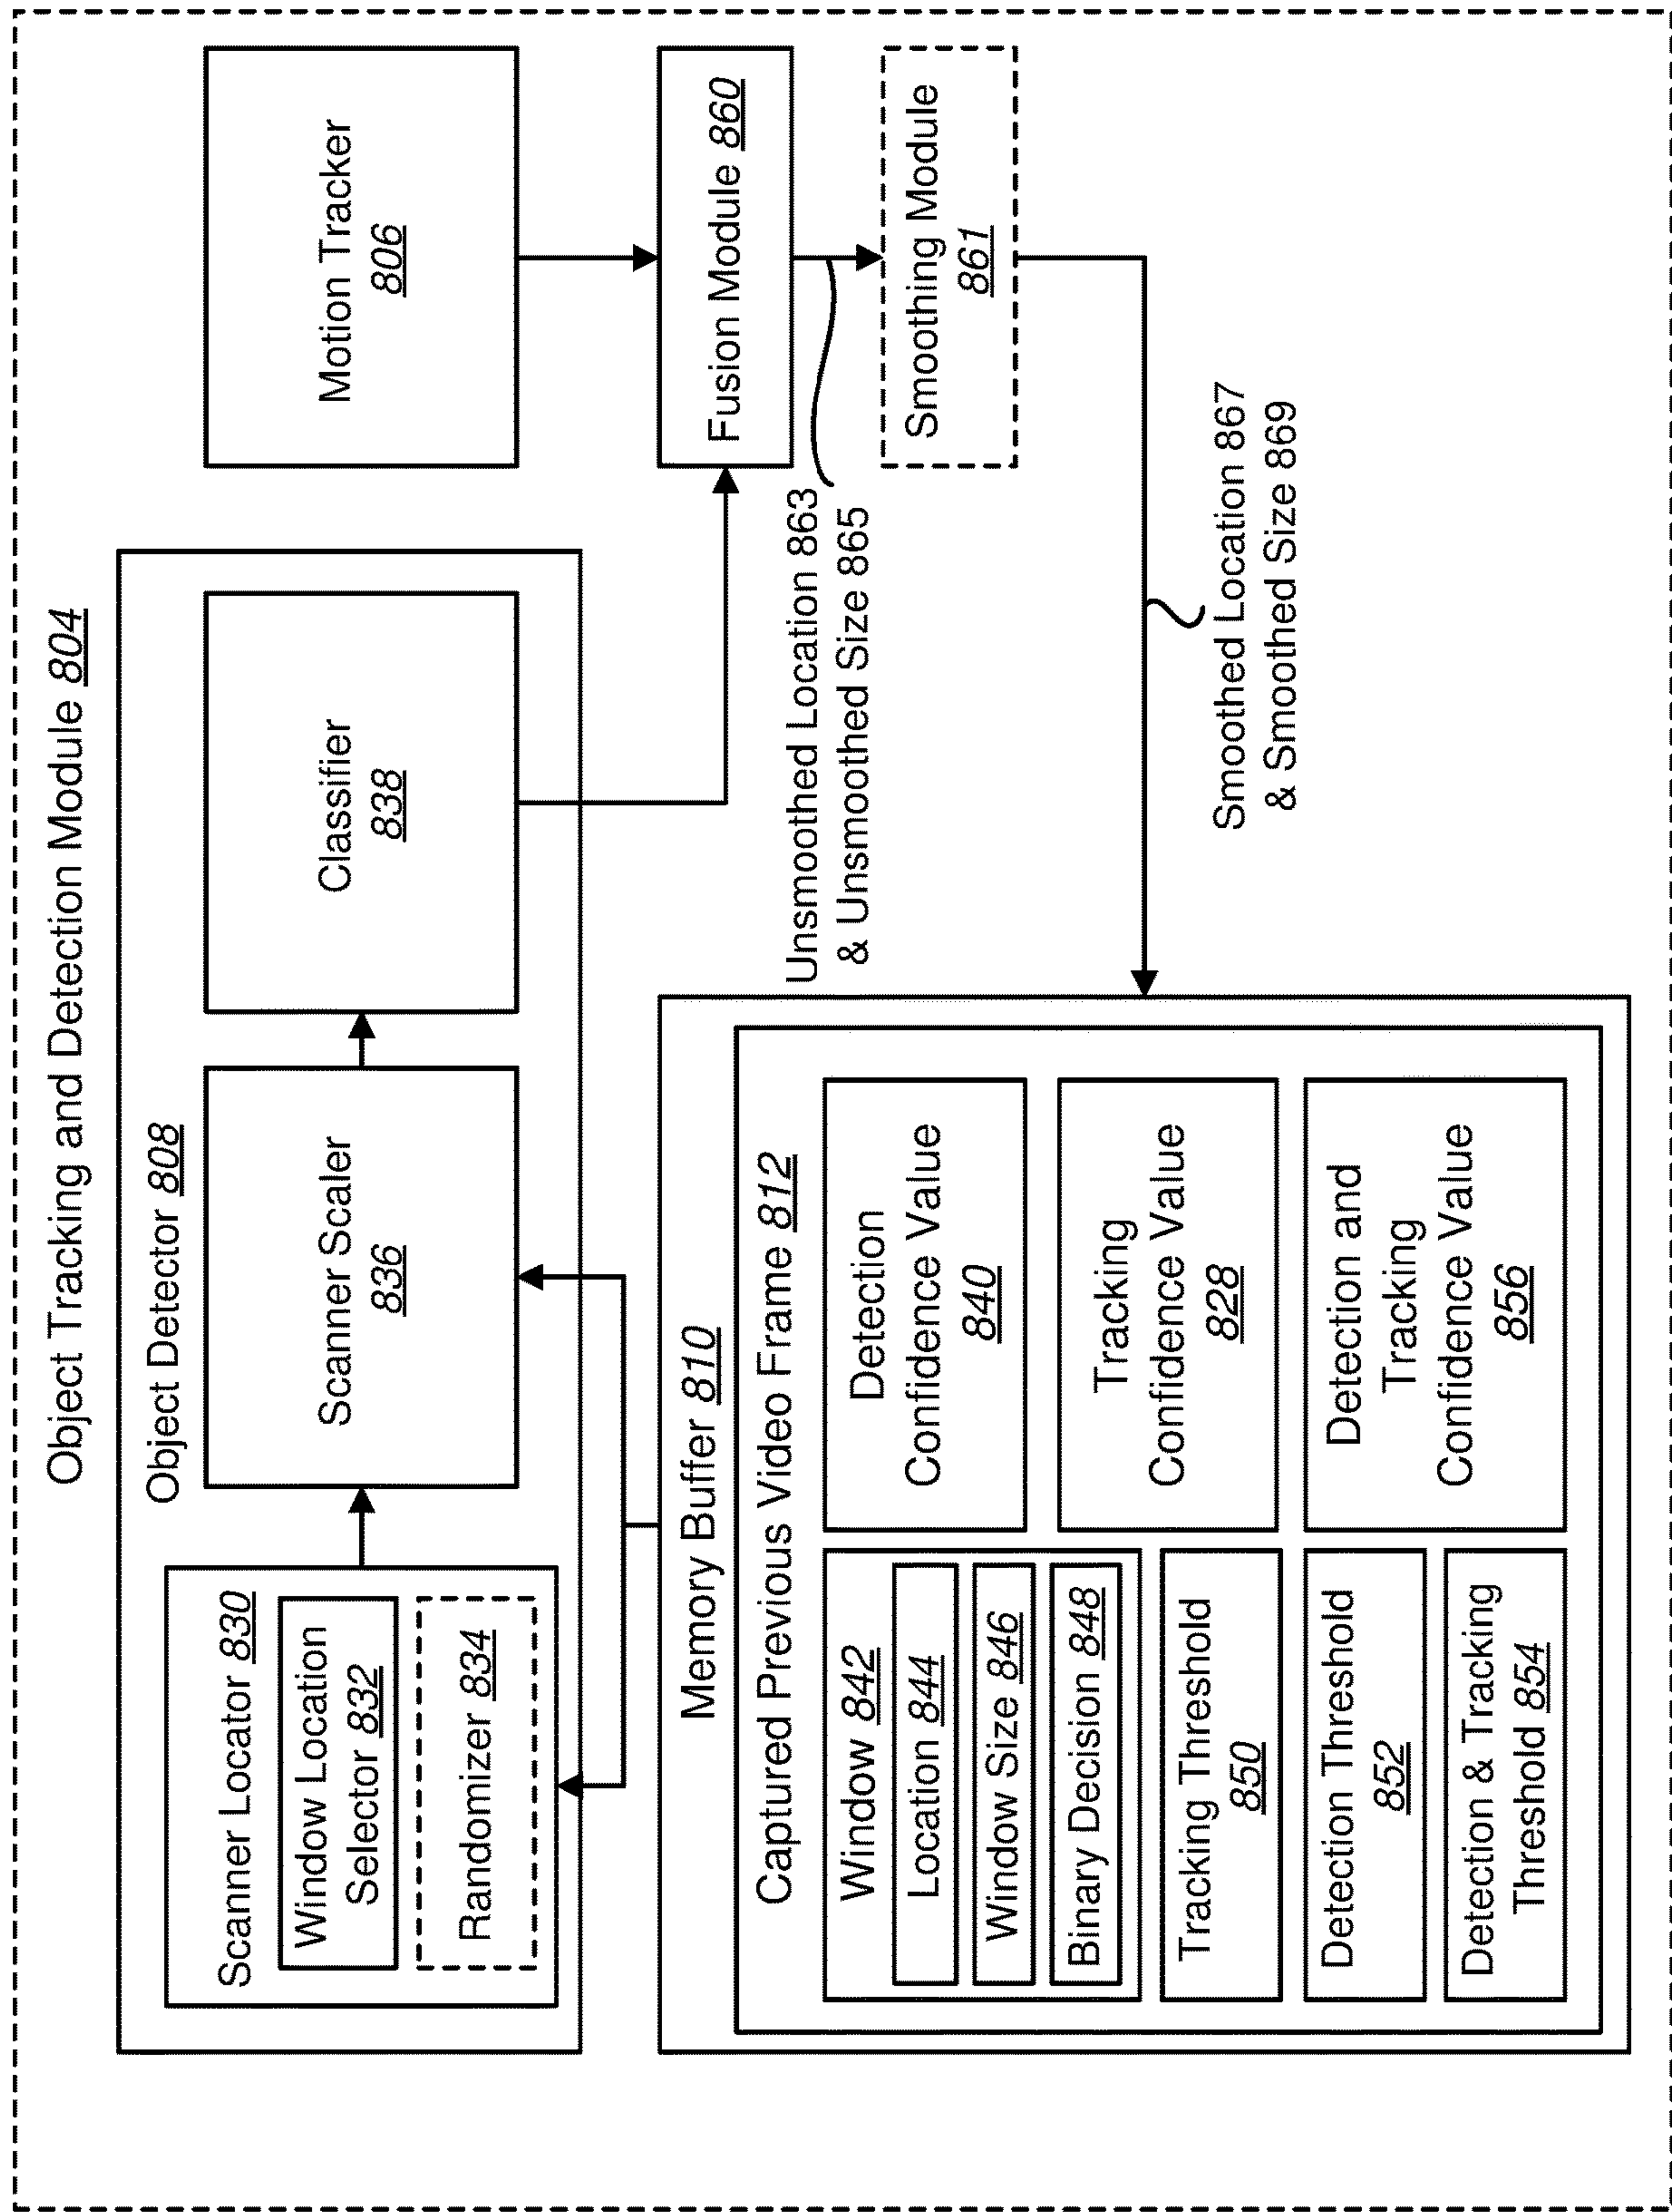 Object Tracking and Detection Module 804
Object Detector 808
Scanner Locator 830
Window Location
Selector 832
Randomizer 834
Scanner Scaler
836
Classifier
838
Motion Tracker
806
Memory Buffer 810
Captured Previous Video Frame 812
Window 842
Location 844
Window Size 846
Binary Decision 848
Tracking Threshold
850
Detection Threshold
852
Detection & Tracking
Threshold 854
Detection
Confidence Value
840
Tracking
Confidence Value
828
Detection and
Tracking
Confidence Value
856
Fusion Module 860
Unsmoothed Location 863
& Unsmoothed Size 865
Smoothing Module
861
Smoothed Location 867
& Smoothed Size 869